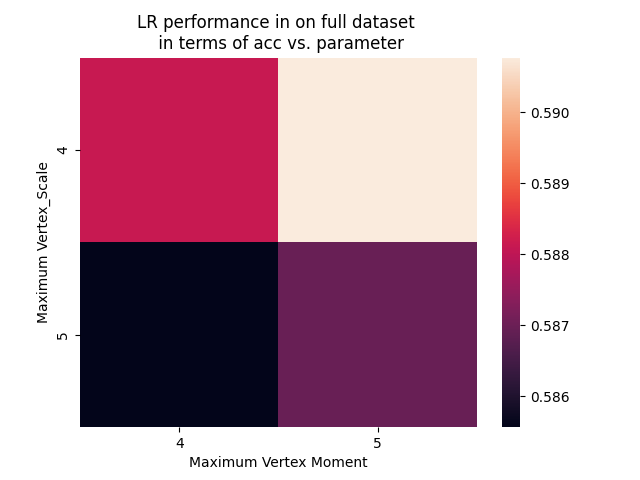 LR performance in on full dataset
in terms of acc vs. parameter
Maximum Vertex_Scale
4
5
4
5
Maximum Vertex Moment
0.590
0.589
0.588
0.587
0.586